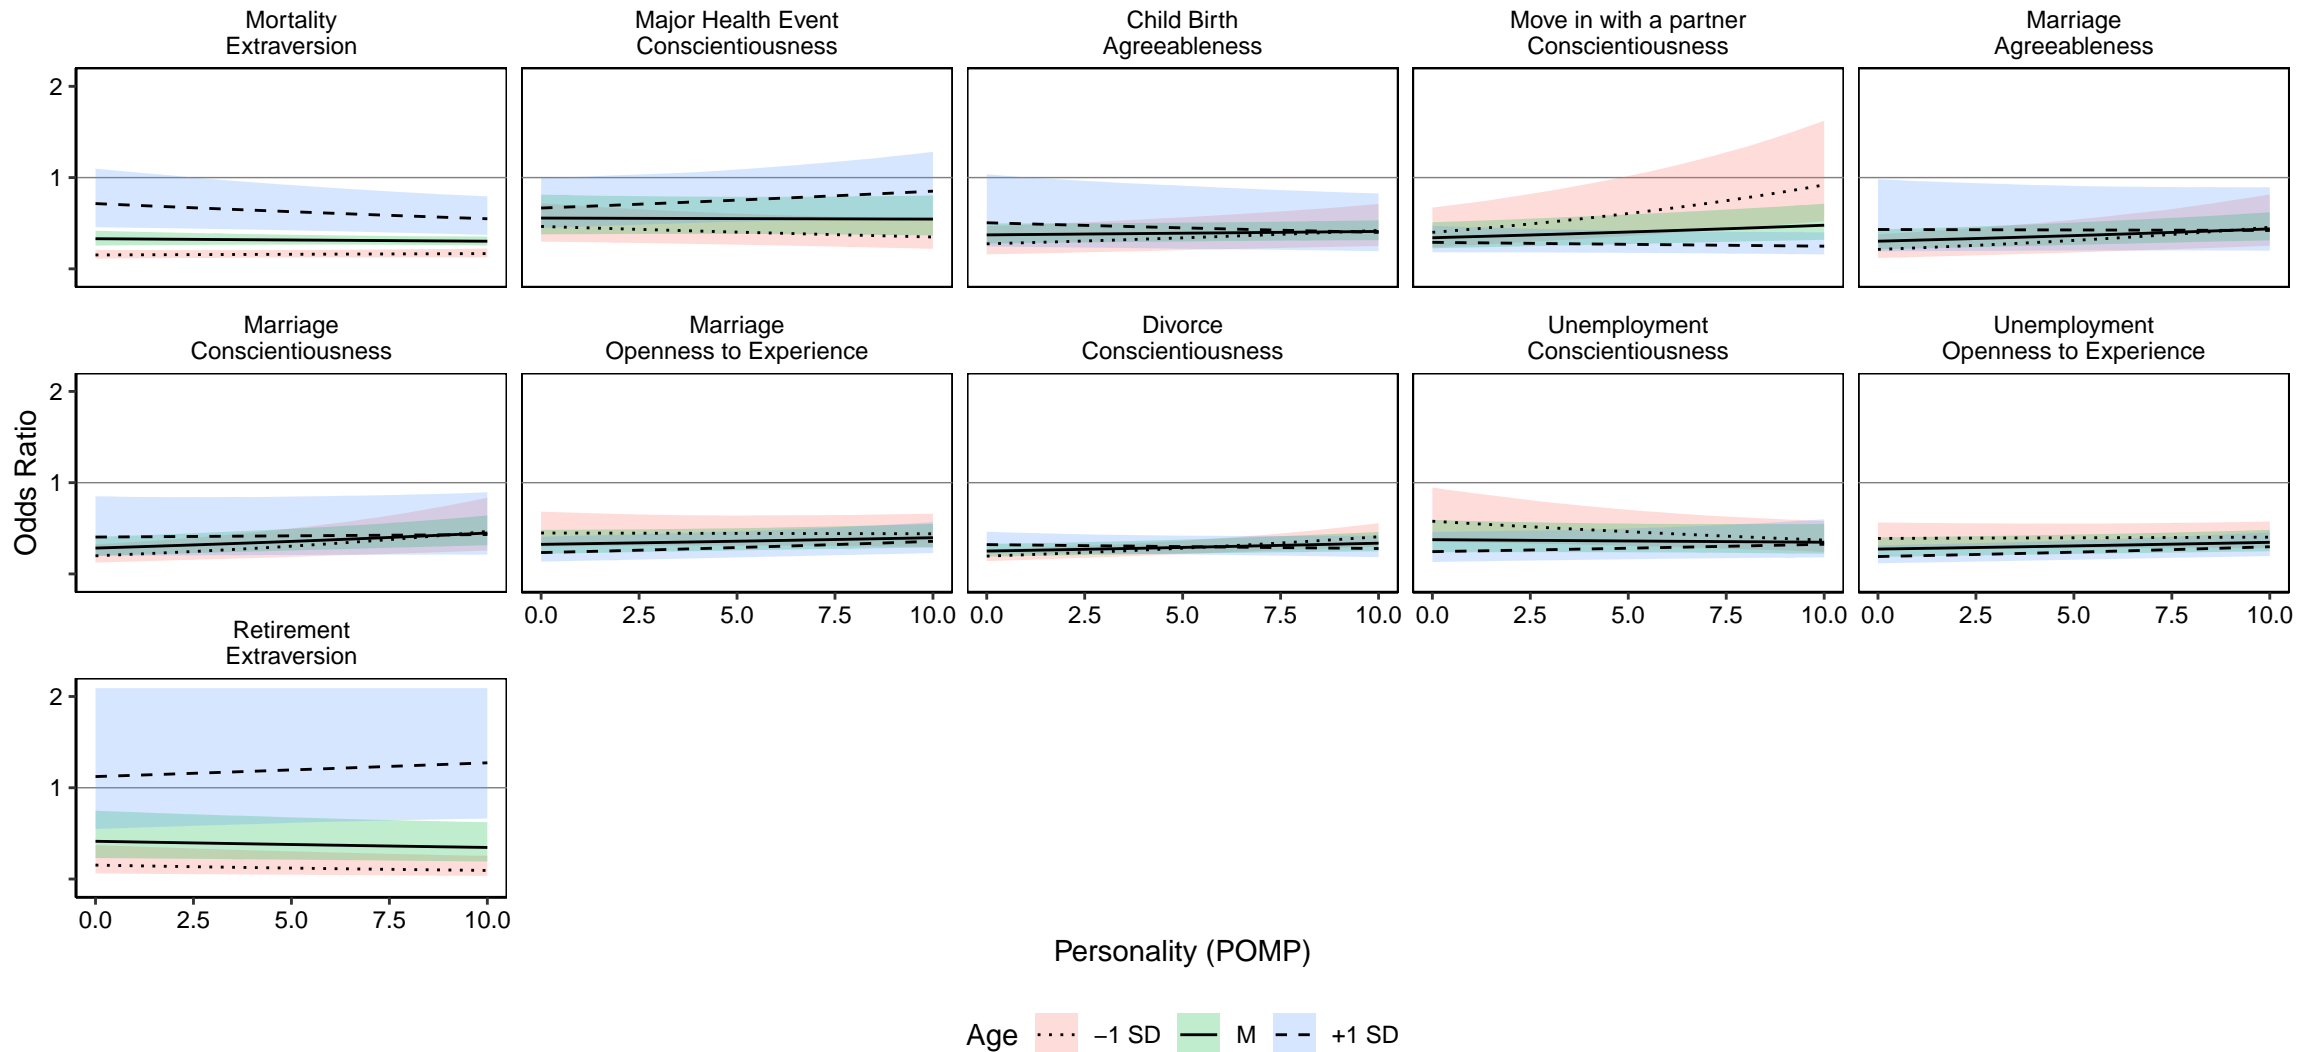 Mortality
Extraversion
Major Health Event
Conscientiousness
Child Birth
Agreeableness
Move in with a partner
Conscientiousness
Marriage
Agreeableness
2
1
Marriage
Conscientiousness
Marriage
Openness to Experience
Divorce
Conscientiousness
Unemployment
Conscientiousness
Unemployment
Openness to Experience
2
1
0.0 2.5 5.0 7.5 10.0
0.0 2.5 5.0 7.5 10.0
0.0 2.5 5.0 7.5 10.0
0.0 2.5 5.0 7.5 10.0
Odds Ratio
Retirement
Extraversion
2
1
0.0 2.5 5.0 7.5 10.0
Personality (POMP)
Age −1 SD M +1 SD